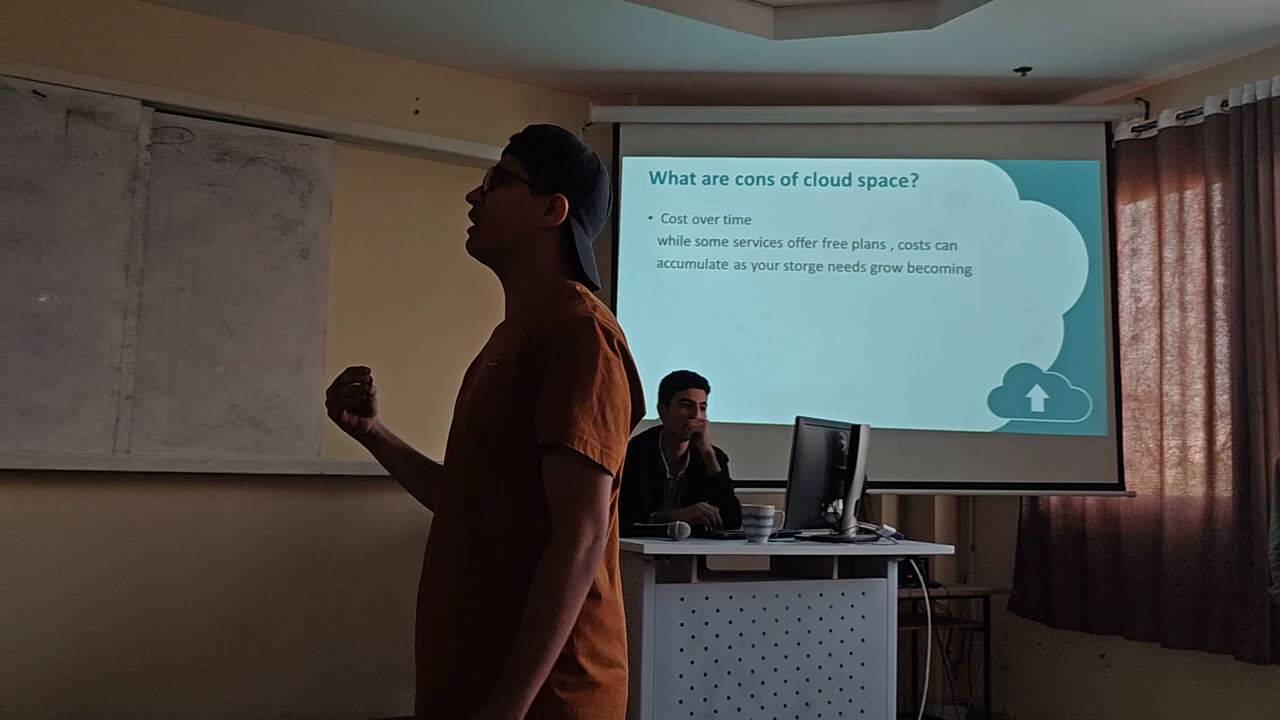 What are cons of cloud space?
• Cost over time
while some services offer free plans , costs can
accumulate as your storge needs grow becoming